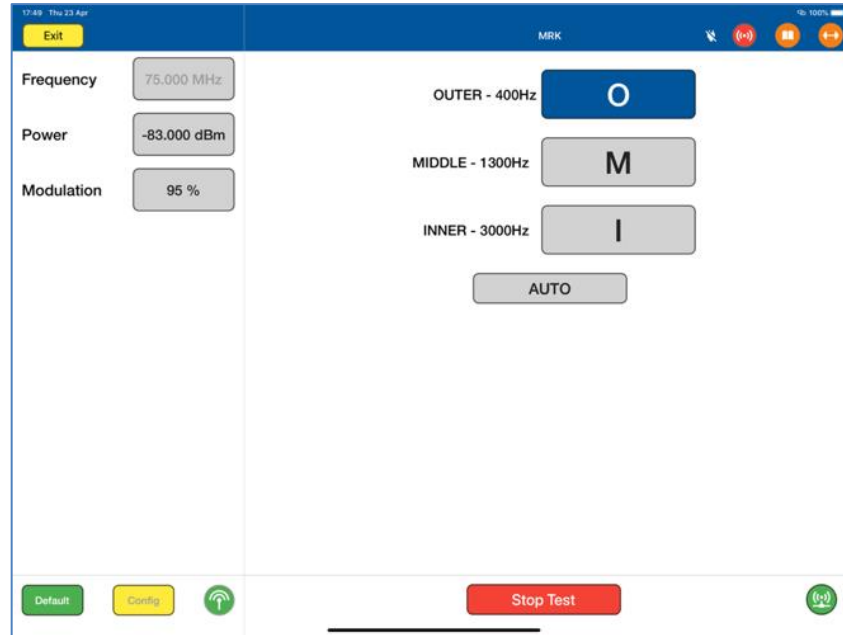 17:49 Thu 23 Apr
100%
Exit
MRK
Frequency
75.000 MHz
Power
-83.000 dBm
Modulation
95 %
OUTER - 400Hz
O
MIDDLE - 1300Hz
M
INNER - 3000Hz
I
AUTO
Default
Config
Stop Test